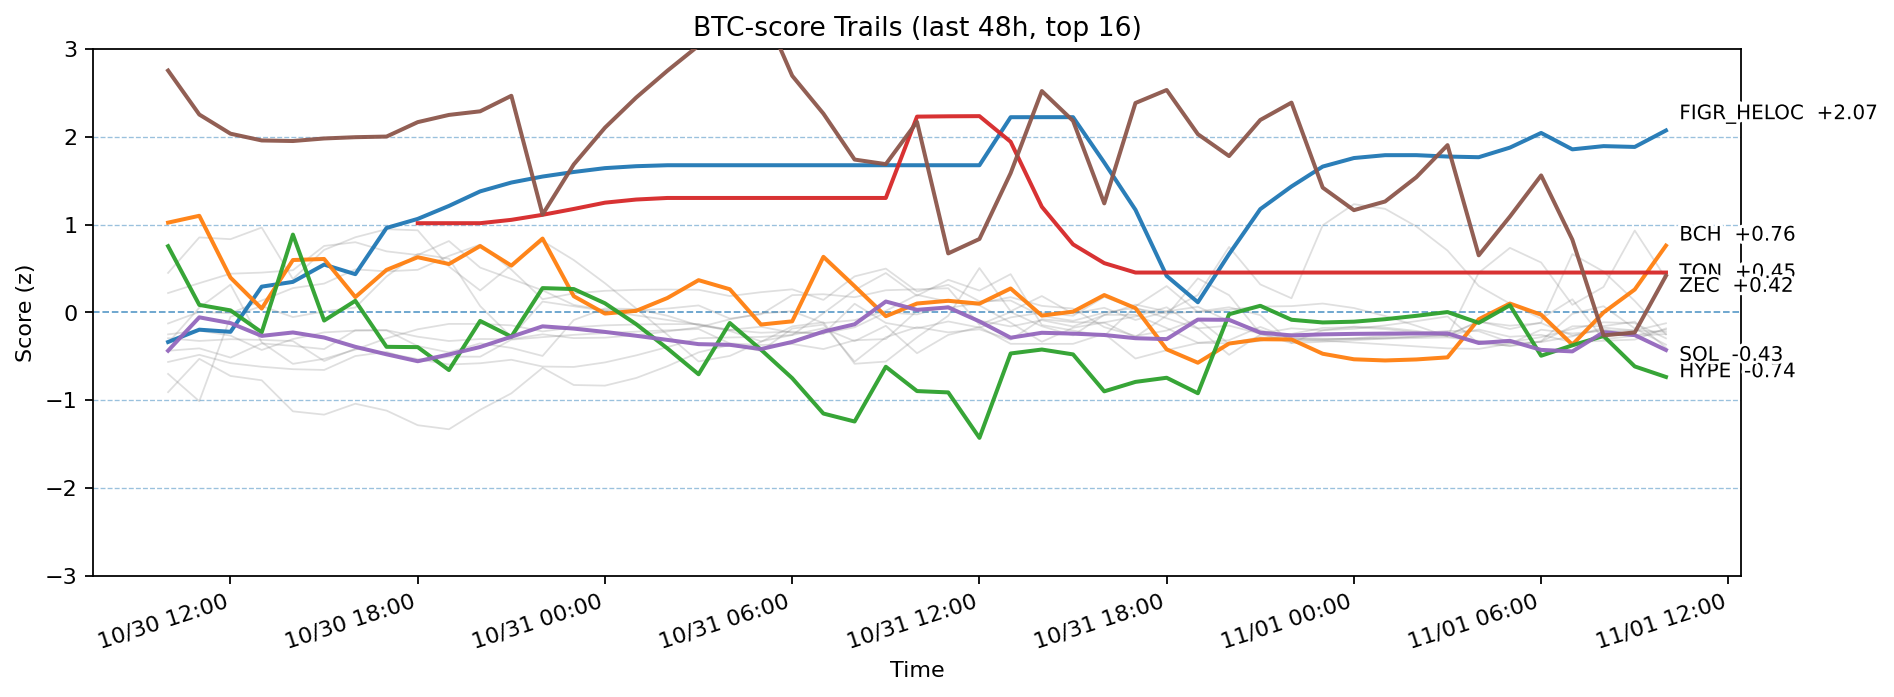 BTC-score Trails (last 48h, top 16)
Score (z)
3
2
1
0
−1
−2
−3
FIGR_HELOC +2.07
BCH +0.76
TON +0.45
ZEC +0.42
SOL -0.43
HYPE -0.74
10/30 12:00
10/30 18:00
10/31 00:00
10/31 06:00
10/31 12:00
10/31 18:00
11/01 00:00
11/01 06:00
11/01 12:00
Time